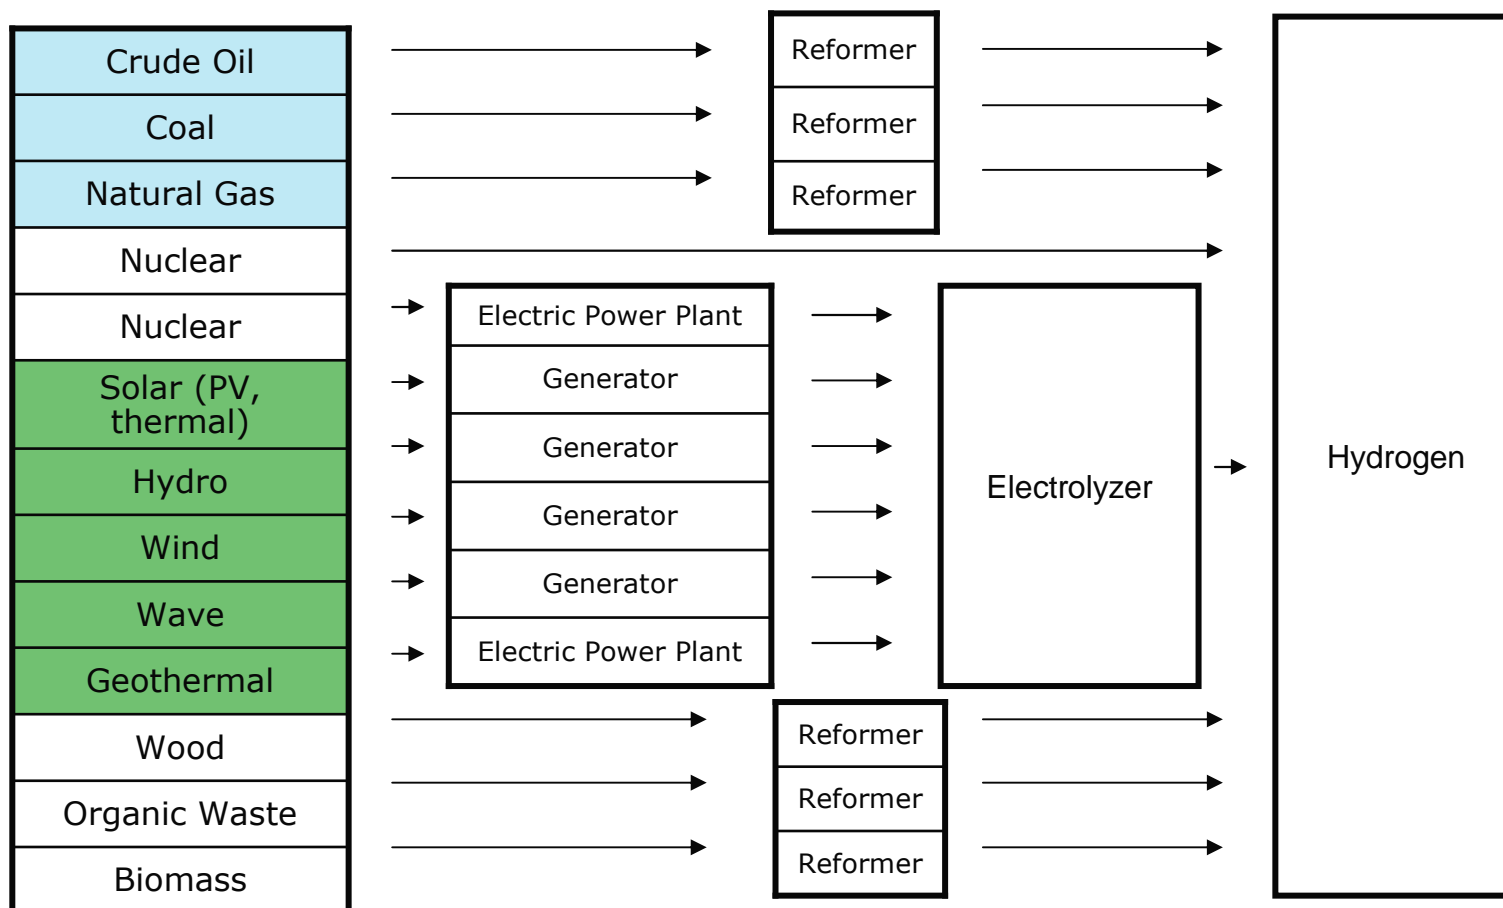 Crude Oil
Coal
Natural Gas
Nuclear
Nuclear
Solar (PV,
thermal)
Hydro
Wind
Wave
Geothermal
Wood
Organic Waste
Biomass
Reformer
Reformer
Reformer
Electric Power Plant
Generator
Generator
Generator
Generator
Electric Power Plant
Reformer
Reformer
Reformer
Electrolyzer
Hydrogen